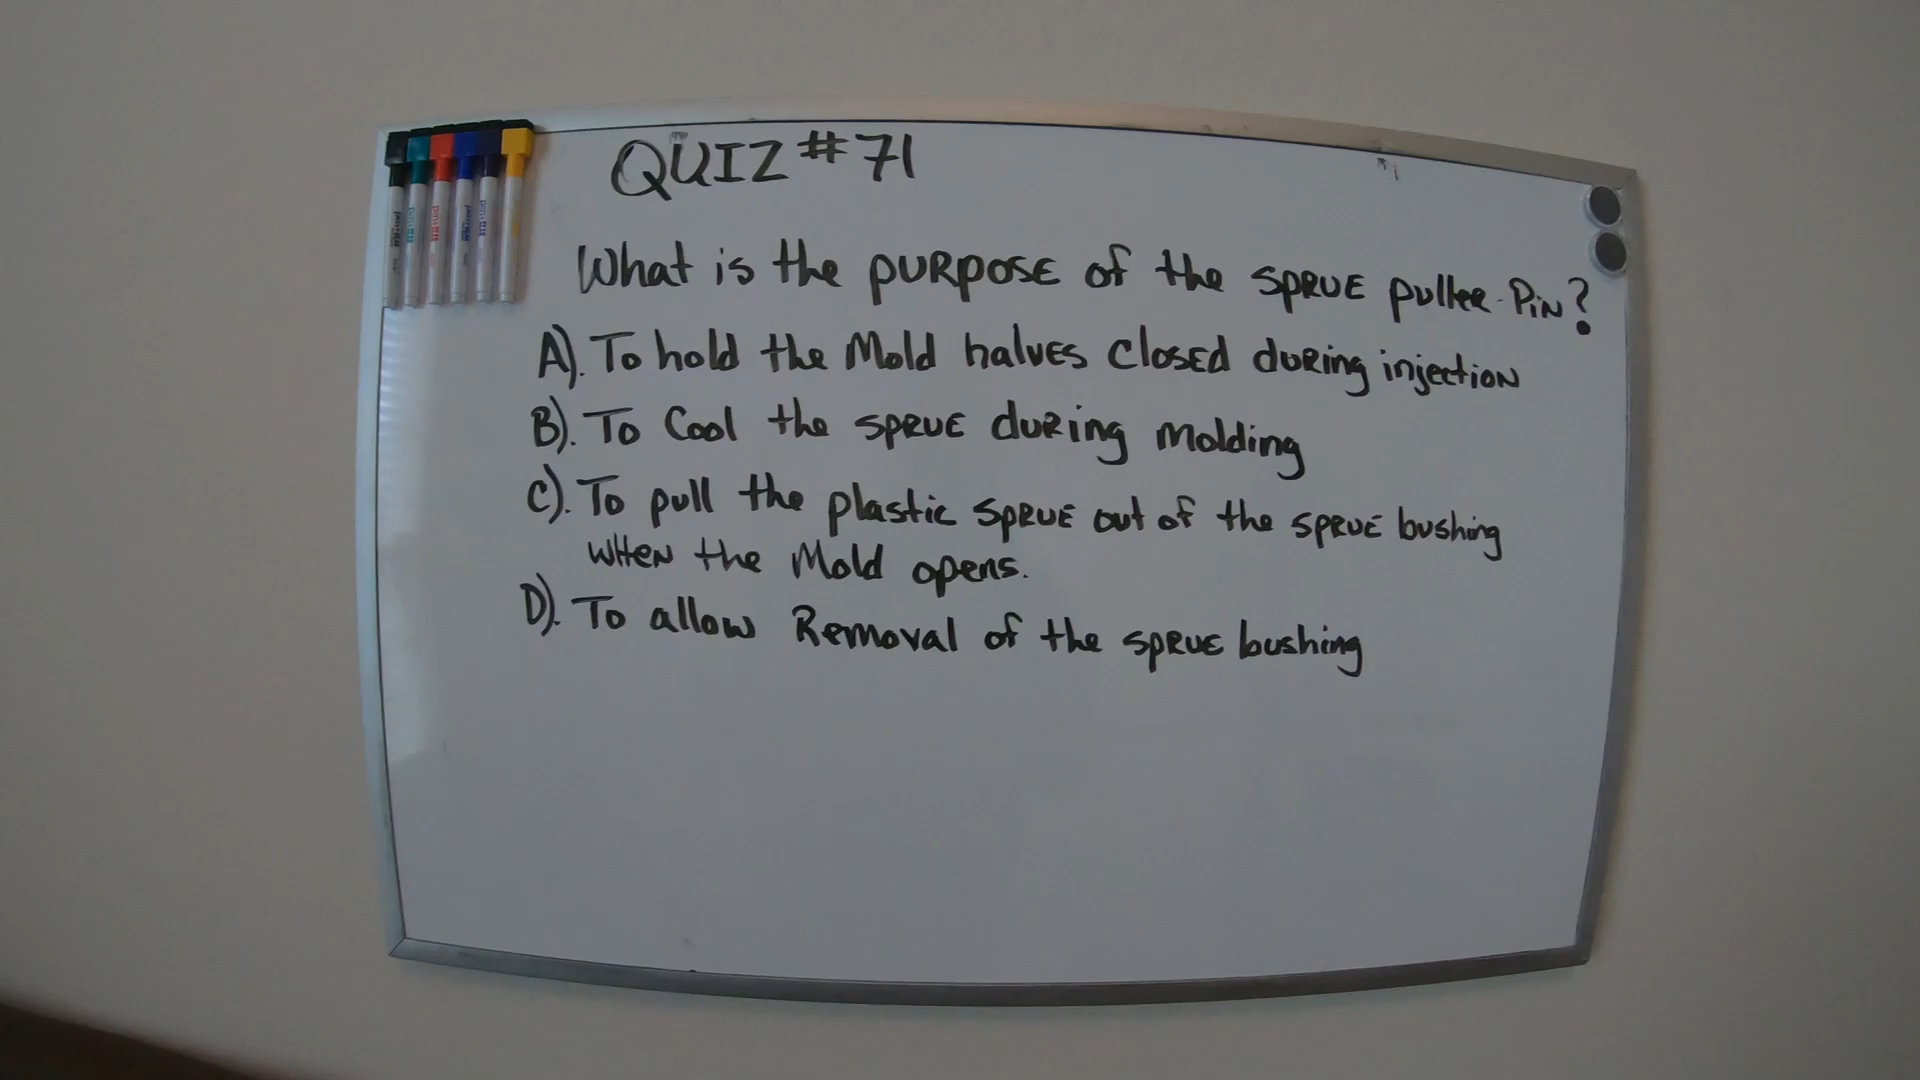 QUIZ #71
What is the PURPOSE of the SPRUE puller Pin?
A). To hold the Mold halves Closed during injection
B). To Cool the SPRUE during Molding
C). To pull the plastic SPRUE out of the SPRUE bushing
WHEN the Mold opens.
D). To allow Removal of the SPRUE bushing